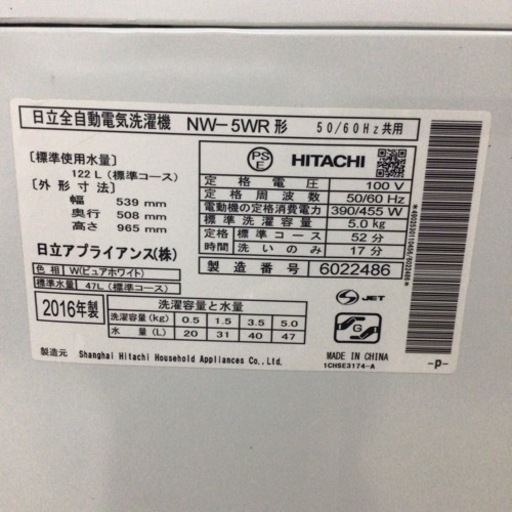 日立全自動電気洗濯機 NW-5WR 形 50/60Hz共用
[標準使用水量]
122 L (標準コース)
[外形寸法]
幅 539 mm
奥行 508 mm
高さ 965 mm
日立アプライアンス(株)
色相 W(ピュアホワイト)
標準水量 47L (標準コース)
PS E HITACHI
定格電圧 100 V
定格周波数 50/60 Hz
電動機の定格消費電力 390/455 W
標準洗濯容量 5.0 kg
定格時間 標準コース 52 分
洗いのみ 17 分
製造番号 6022486
2016年製
洗濯容量と水量
洗濯容量(kg) 0.5 1.5 3.5 5.0
水量(L) 20 31 40 47
JET
G
MADE IN CHINA
1CHSE3174-A
-p-
製造元 Shanghai Hitachi Household Appliances Co.,Ltd.